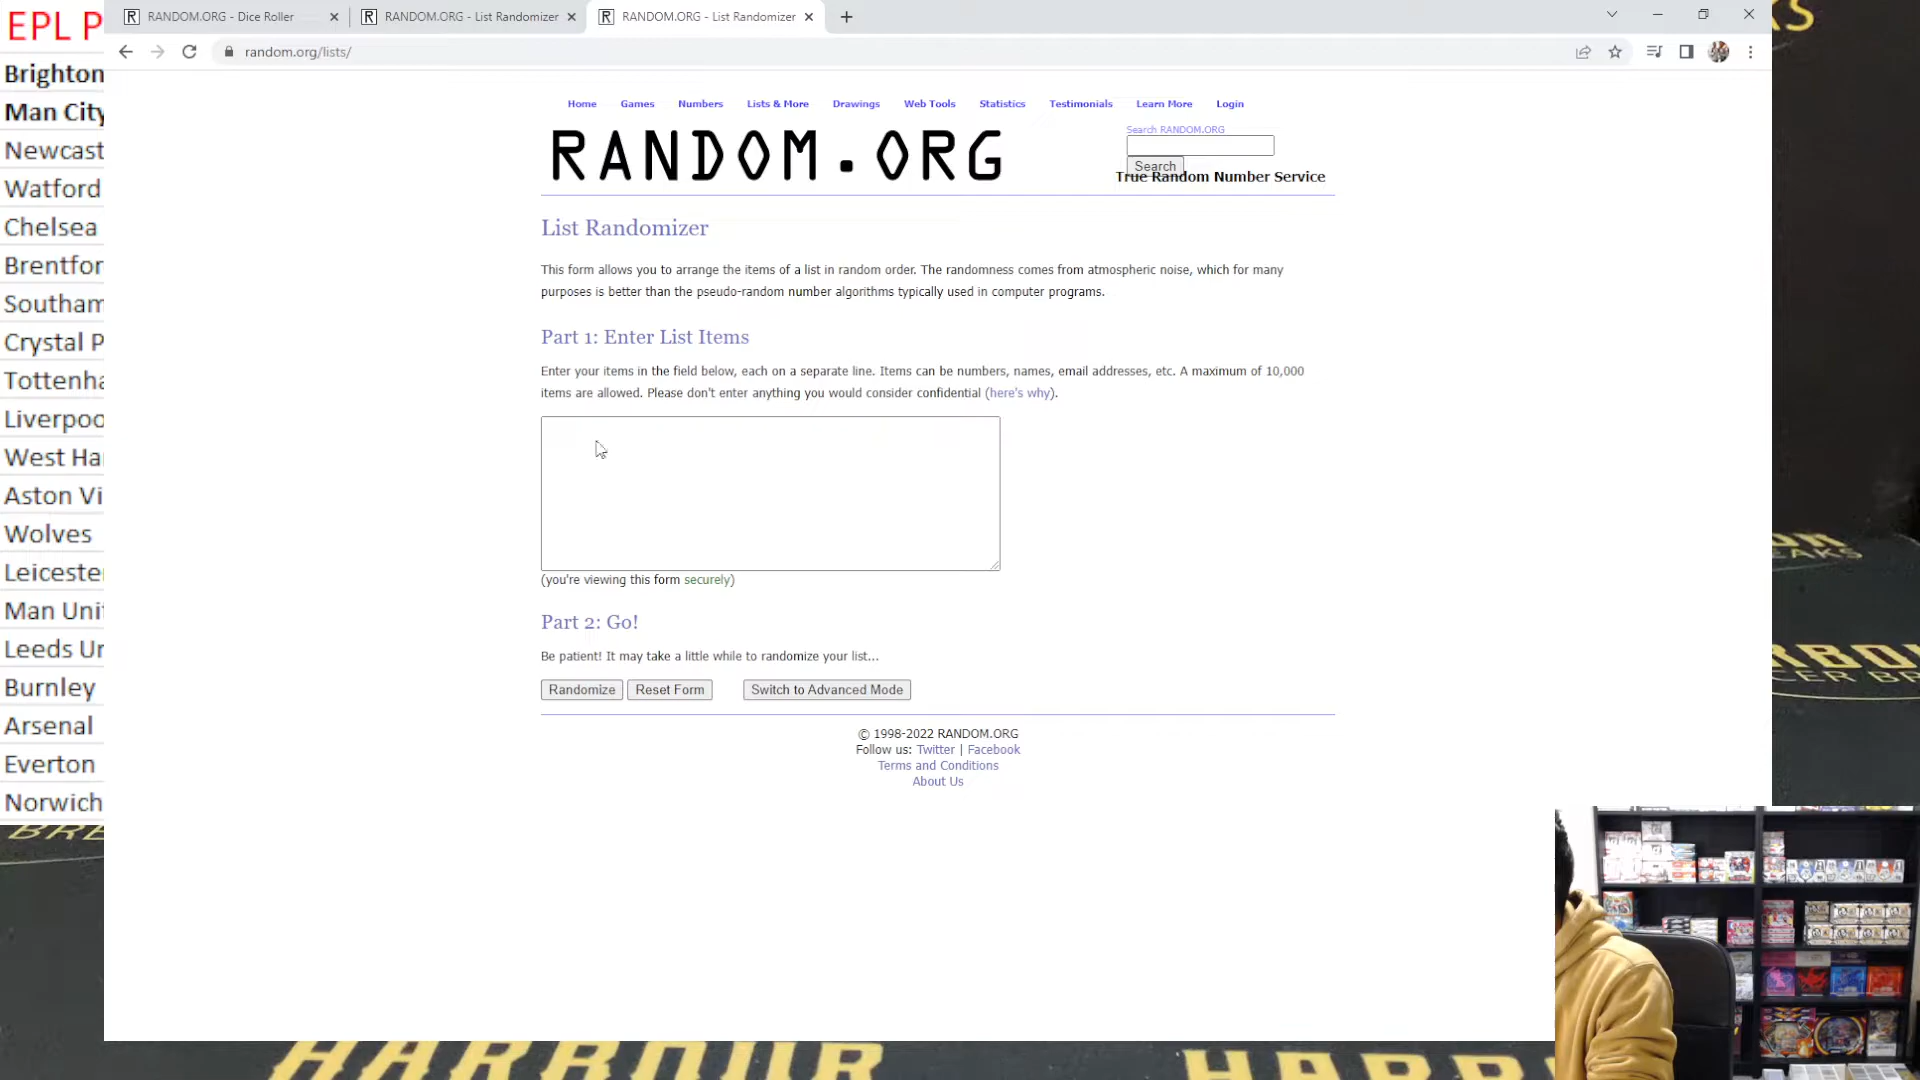 EPL P
Brighton
Man City
Newcast
Watford
Chelsea
Brentfor
Southam
Crystal P
Tottenha
Liverpoo
West Ha
Aston Vi
Wolves
Leicester
Man Unit
Leeds Un
Burnley
Arsenal
Everton
Norwich
RANDOM.ORG - Dice Roller
RANDOM.ORG - List Randomizer
RANDOM.ORG - List Randomizer
random.org/lists/
Home Games Numbers Lists & More Drawings Web Tools Statistics Testimonials Learn More Login
RANDOM.ORG
Search RANDOM.ORG
Search
True Random Number Service
List Randomizer
This form allows you to arrange the items of a list in random order. The randomness comes from atmospheric noise, which for many
purposes is better than the pseudo-random number algorithms typically used in computer programs.
Part 1: Enter List Items
Enter your items in the field below, each on a separate line. Items can be numbers, names, email addresses, etc. A maximum of 10,000
items are allowed. Please don't enter anything you would consider confidential (here's why).
(you're viewing this form securely)
Part 2: Go!
Be patient! It may take a little while to randomize your list...
Randomize Reset Form Switch to Advanced Mode
© 1998-2022 RANDOM.ORG
Follow us: Twitter | Facebook
Terms and Conditions
About Us
HARBOUR